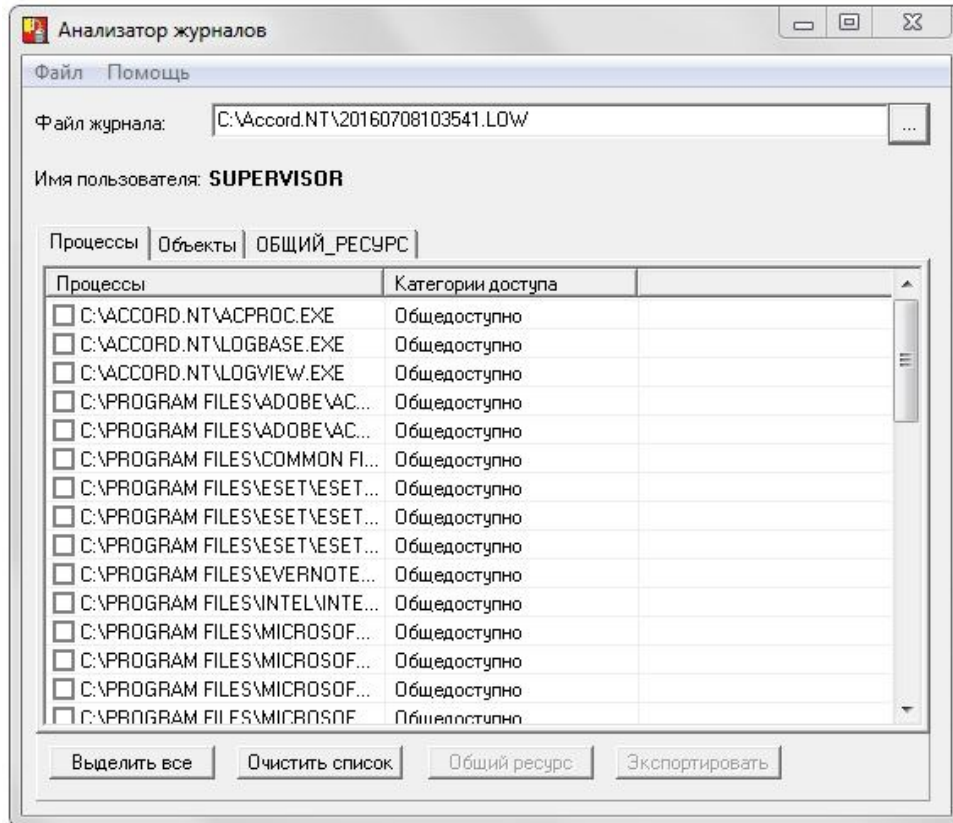 Анализатор журналов
Файл Помощь
Файл журнала: C:\Accord.NT\20160708103541.LOW ...
Имя пользователя: SUPERVISOR
Процессы Объекты ОБЩИЙ_РЕСУРС
Процессы Категории доступа
C:\ACCORD.NT\ACPROC.EXE Общедоступно
C:\ACCORD.NT\LOGBASE.EXE Общедоступно
C:\ACCORD.NT\LOGVIEW.EXE Общедоступно
C:\PROGRAM FILES\ADOBE\AC... Общедоступно
C:\PROGRAM FILES\ADOBE\AC... Общедоступно
C:\PROGRAM FILES\COMMON FI... Общедоступно
C:\PROGRAM FILES\ESET\ESET... Общедоступно
C:\PROGRAM FILES\ESET\ESET... Общедоступно
C:\PROGRAM FILES\ESET\ESET... Общедоступно
C:\PROGRAM FILES\EVERNOTE... Общедоступно
C:\PROGRAM FILES\INTEL\INTE... Общедоступно
C:\PROGRAM FILES\MICROSOF... Общедоступно
C:\PROGRAM FILES\MICROSOF... Общедоступно
C:\PROGRAM FILES\MICROSOF... Общедоступно
C:\PROGRAM FILES\MICROSOF... Общедоступно
Выделить все Очистить список Общий ресурс Экспортировать